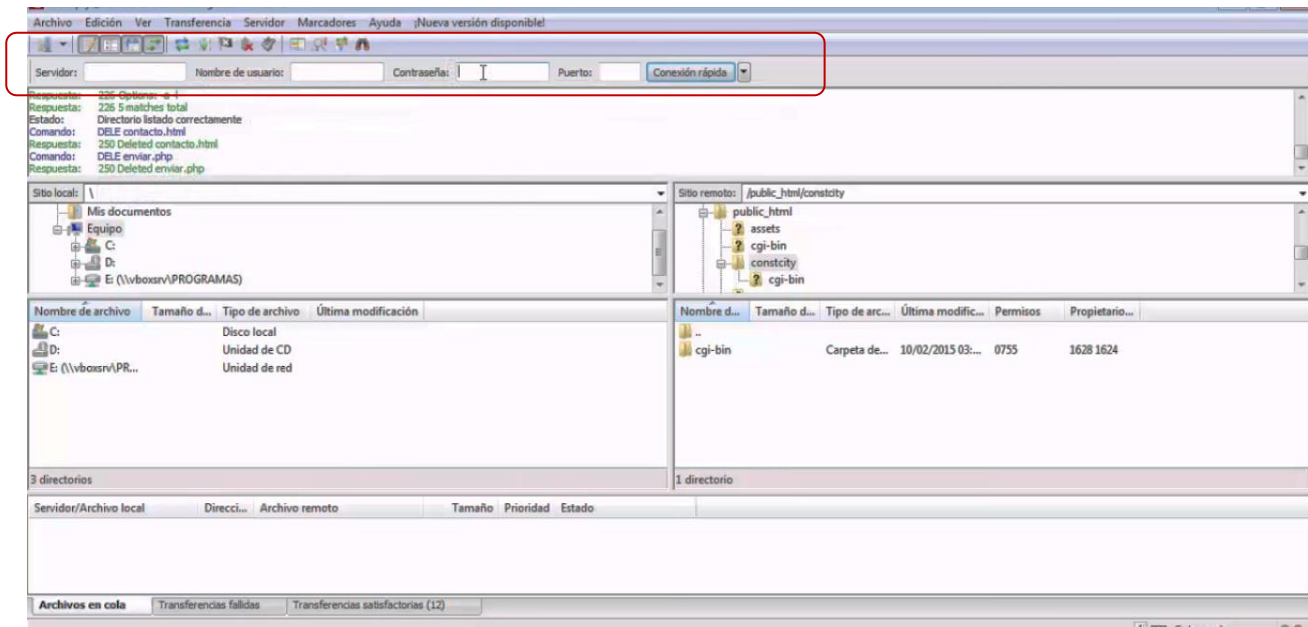 Archivo Edición Ver Transferencia Servidor Marcadores Ayuda ¡Nueva versión disponible!
Servidor: Nombre de usuario: Contraseña: Puerto: Conexión rápida
Respuesta: 226 Options: -a -l
Respuesta: 226 5 matches total
Estado: Directorio listado correctamente
Comando: DELE contacto.html
Respuesta: 250 Deleted contacto.html
Comando: DELE enviar.php
Respuesta: 250 Deleted enviar.php
Sitio local: \
Mis documentos
Equipo
C:
D:
E: (\\vboxsrv\PROGRAMAS)
Sitio remoto: /public_html/constcity
public_html
assets
cgi-bin
constcity
cgi-bin
Nombre de archivo Tamaño d... Tipo de archivo Última modificación
C: Disco local
D: Unidad de CD
E: (\\vboxsrv\PR... Unidad de red
3 directorios
Nombre d... Tamaño d... Tipo de arc... Última modific... Permisos Propietario...
..
cgi-bin Carpeta de... 10/02/2015 03:... 0755 1628 1624
1 directorio
Servidor/Archivo local Direcci... Archivo remoto Tamaño Prioridad Estado
Archivos en cola Transferencias fallidas Transferencias satisfactorias (12)